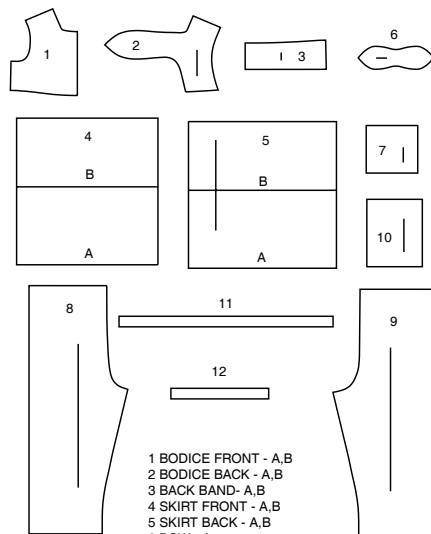 1
2
3
6
4
B
A
5
B
A
7
10
8
11
9
12
1 BODICE FRONT - A,B
2 BODICE BACK - A,B
3 BACK BAND- A,B
4 SKIRT FRONT - A,B
5 SKIRT BACK - A,B